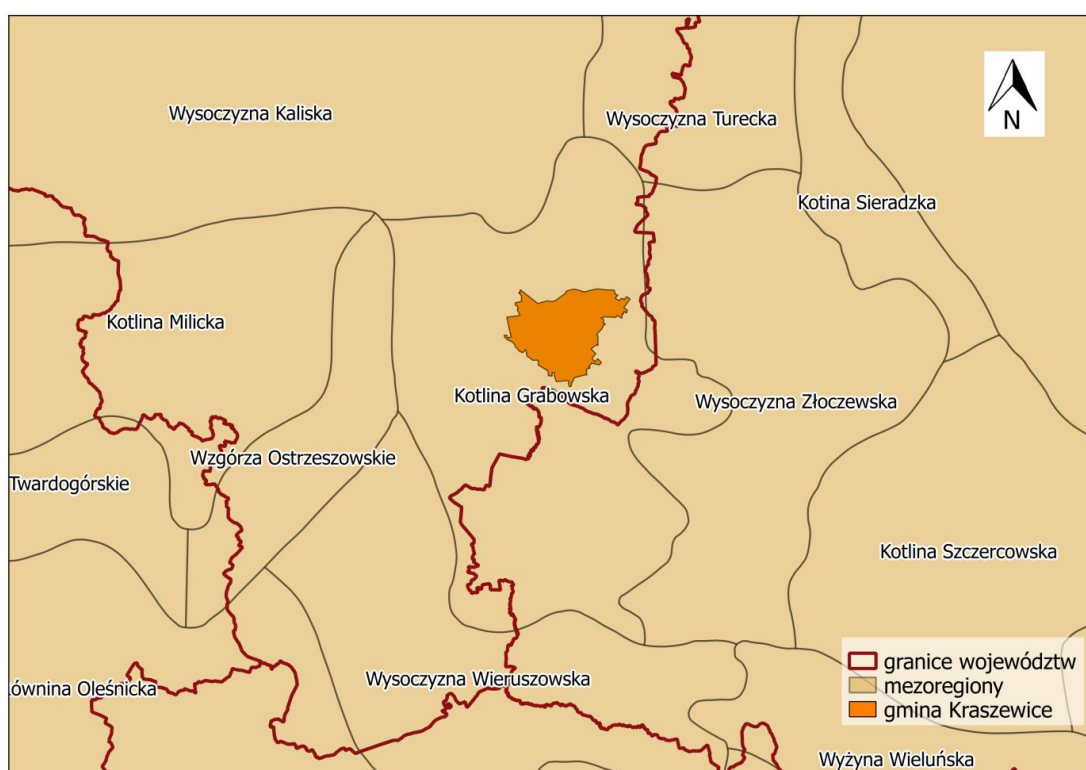 Wysoczyzna Kaliska
Wysoczyzna Turecka
N
Kotina Sieradzka
Kotlina Milicka
Kotlina Grabowska
Wysoczyzna Złoczewska
Wzgórza Ostrzeszowskie
Twardogórskie
Kotlina Szczercowska
granice województw
mezoregiony
gmina Kraszewice
Wysoczyzna Wieruszowska
ównina Oleśnicka
Wyżyna Wieluńska